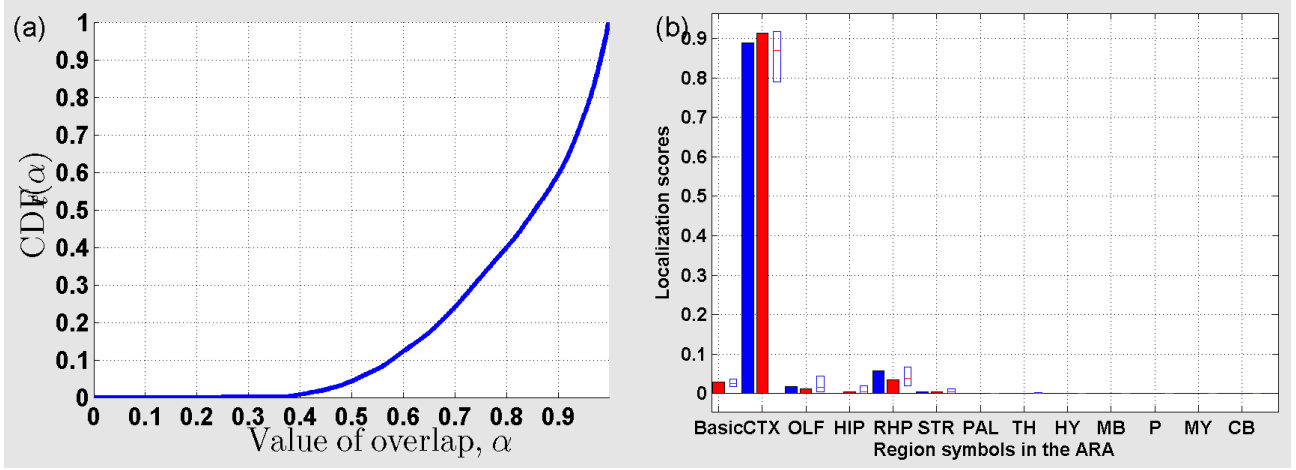 (a)
CDFₜ(α)
1
0.9
0.8
0.7
0.6
0.5
0.4
0.3
0.2
0.1
0
0 0.1 0.2 0.3 0.4 0.5 0.6 0.7 0.8 0.9
Value of overlap, α
(b)
Localization scores
0.9
0.8
0.7
0.6
0.5
0.4
0.3
0.2
0.1
0
Basic CTX OLF HIP RHP STR PAL TH HY MB P MY CB
Region symbols in the ARA